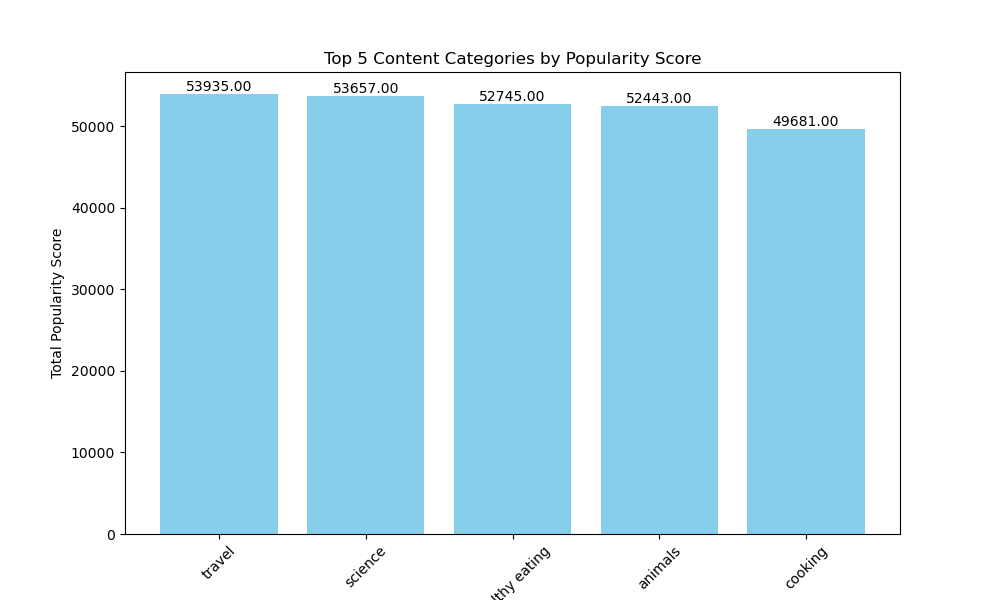 Top 5 Content Categories by Popularity Score
53935.00
53657.00
52745.00
52443.00
49681.00
Total Popularity Score
50000
40000
30000
20000
10000
0
travel
science
lthy eating
animals
cooking